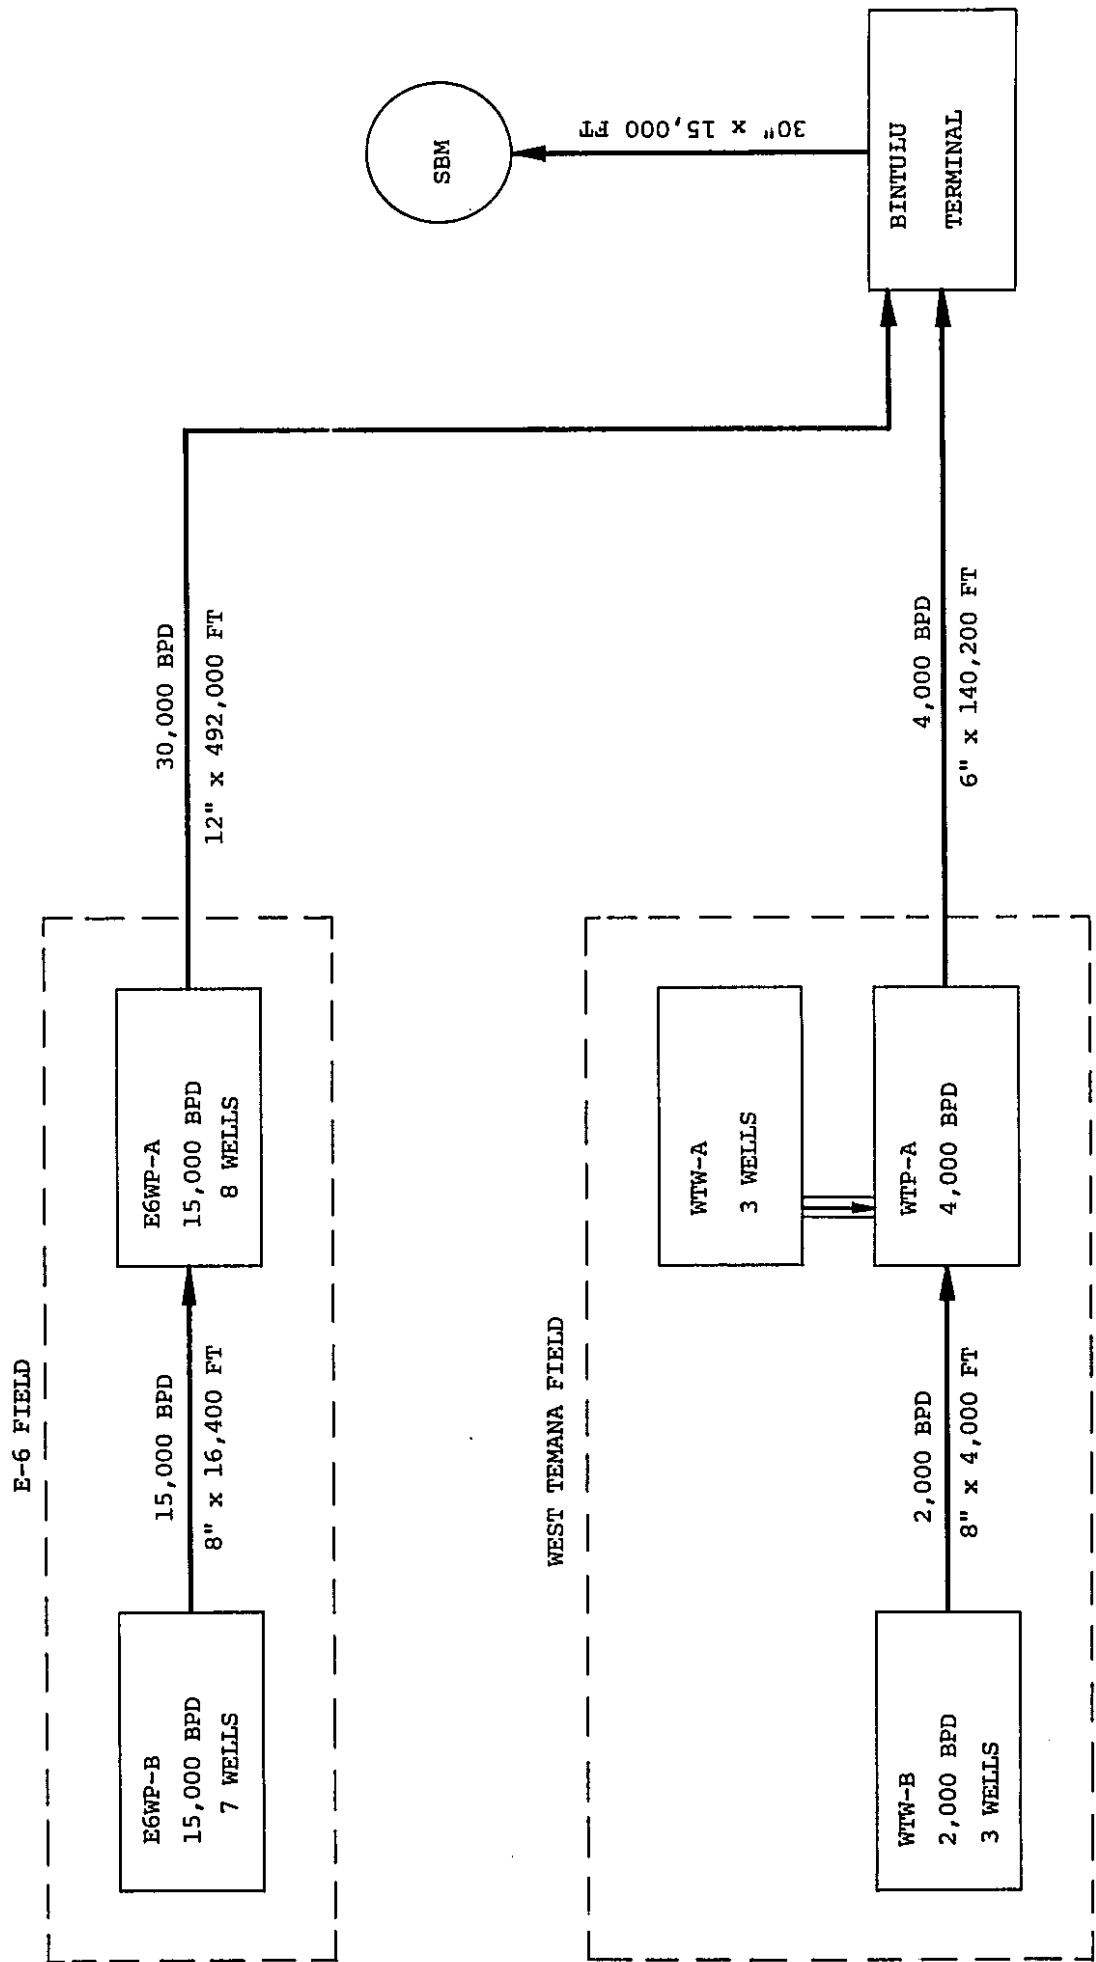 E-6 FIELD
E6WP-B
15,000 BPD
7 WELLS
15,000 BPD
8" x 16,400 FT
E6WP-A
15,000 BPD
8 WELLS
30,000 BPD
12" x 492,000 FT
WEST TEMANA FIELD
WTW-B
2,000 BPD
3 WELLS
2,000 BPD
8" x 4,000 FT
WTW-A
3 WELLS
WTP-A
4,000 BPD
4,000 BPD
6" x 140,200 FT
SBM
30" x 15,000 FT
BINTULU
TERMINAL